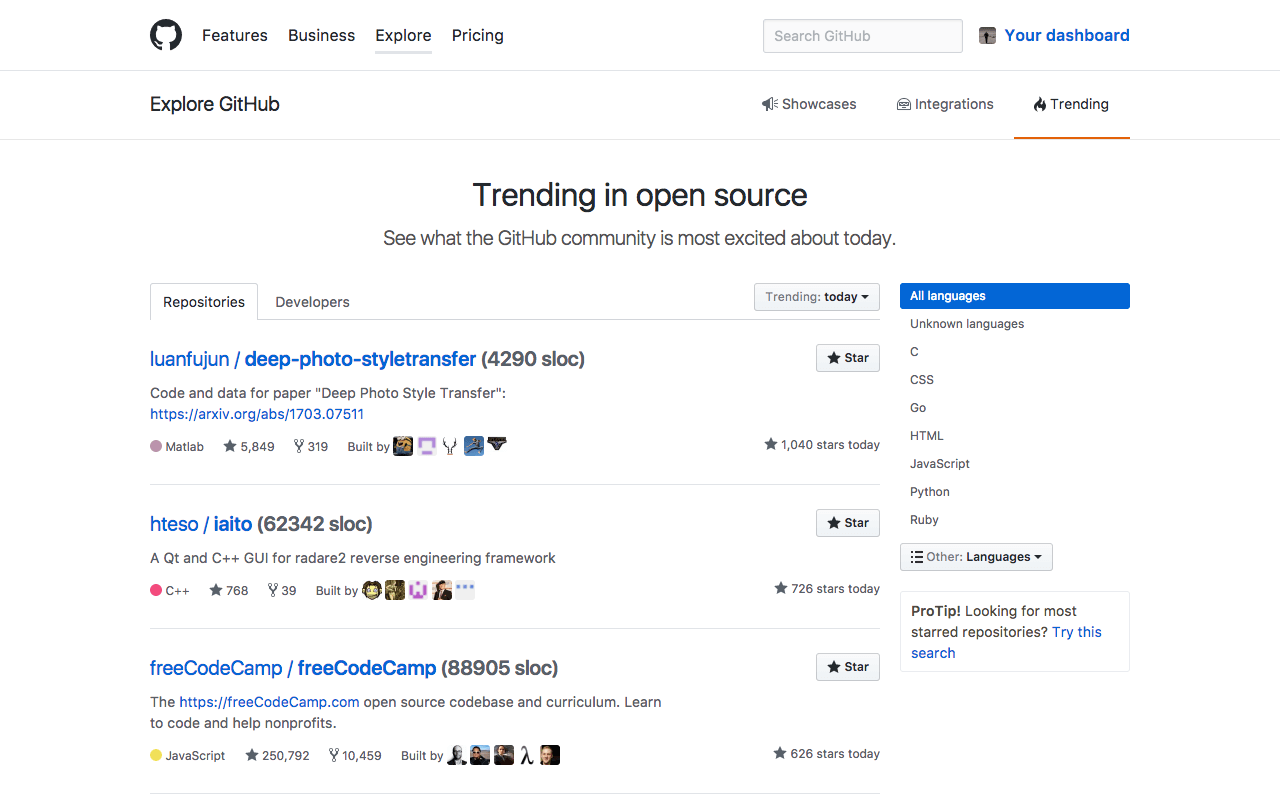 Features Business Explore Pricing Search GitHub Your dashboard
Explore GitHub Showcases Integrations Trending
Trending in open source
See what the GitHub community is most excited about today.
Repositories Developers Trending: today
luanfujun / deep-photo-styletransfer (4290 sloc) Star
Code and data for paper "Deep Photo Style Transfer":
https://arxiv.org/abs/1703.07511
Matlab 5,849 319 Built by 1,040 stars today
hteso / iaito (62342 sloc) Star
A Qt and C++ GUI for radare2 reverse engineering framework
C++ 768 39 Built by 726 stars today
freeCodeCamp / freeCodeCamp (88905 sloc) Star
The https://freeCodeCamp.com open source codebase and curriculum. Learn
to code and help nonprofits.
JavaScript 250,792 10,459 Built by 626 stars today
All languages
Unknown languages
C
CSS
Go
HTML
JavaScript
Python
Ruby
Other: Languages
ProTip! Looking for most
starred repositories? Try this
search